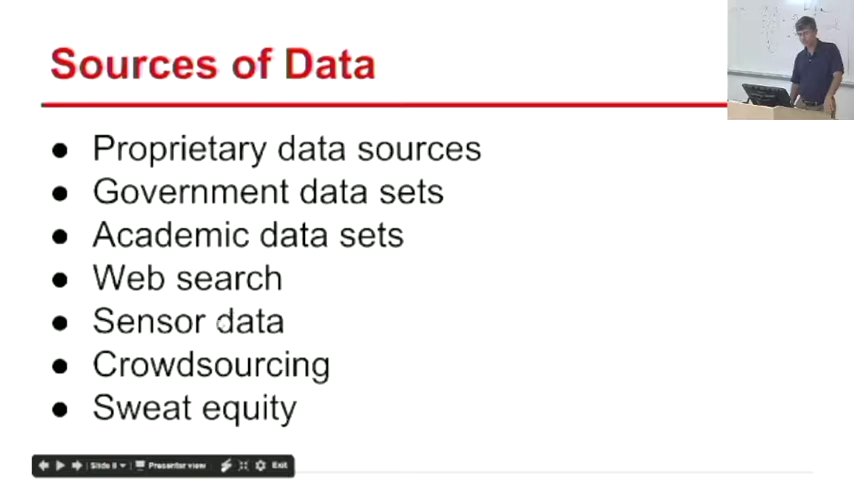 Sources of Data
● Proprietary data sources
● Government data sets
● Academic data sets
● Web search
● Sensor data
● Crowdsourcing
● Sweat equity
Slide 8 Presenter view Exit